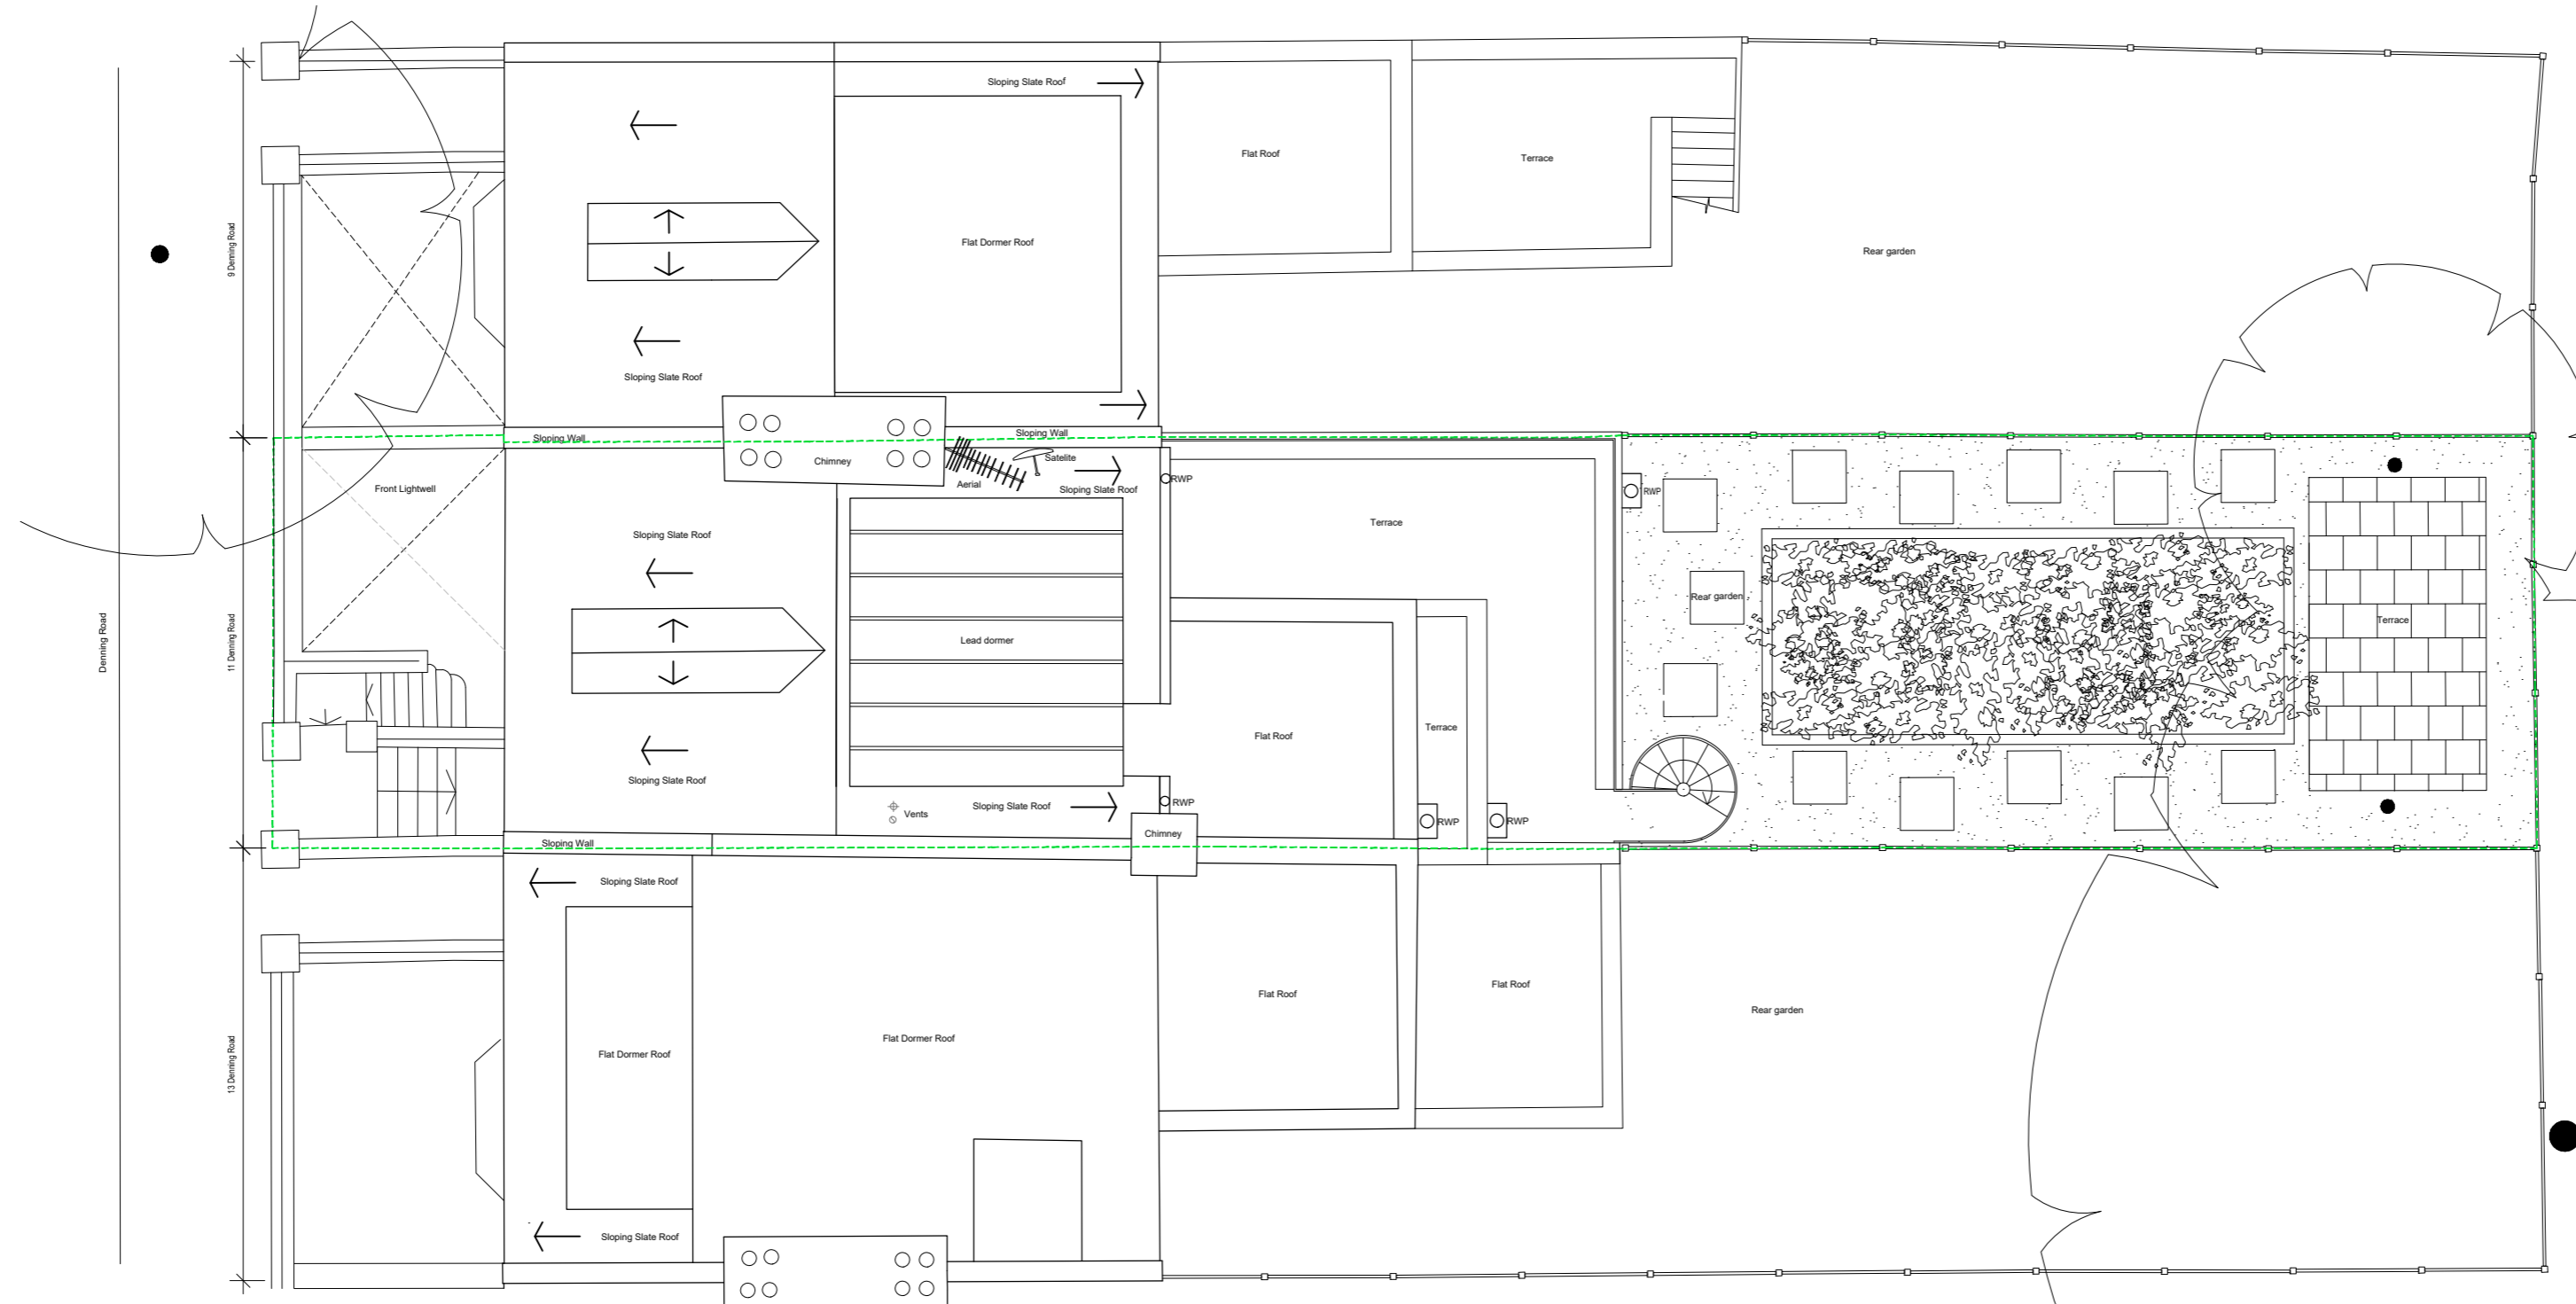 Sloping Slate Roof
Flat Roof
Terrace
9 Denning Road
Flat Dormer Roof
Rear garden
Sloping Slate Roof
Sloping Wall
Sloping Wall
Chimney
Satelite
Aerial
Sloping Slate Roof
RWP
RWP
Front Lightwell
Terrace
Sloping Slate Roof
Rear garden
Terrace
Denning Road
11 Denning Road
Lead dormer
Terrace
Flat Roof
Sloping Slate Roof
Vents
Sloping Slate Roof
RWP
RWP
RWP
Chimney
Sloping Wall
Sloping Slate Roof
Flat Roof
Flat Roof
Rear garden
Flat Dormer Roof
Flat Dormer Roof
13 Denning Road
Sloping Slate Roof